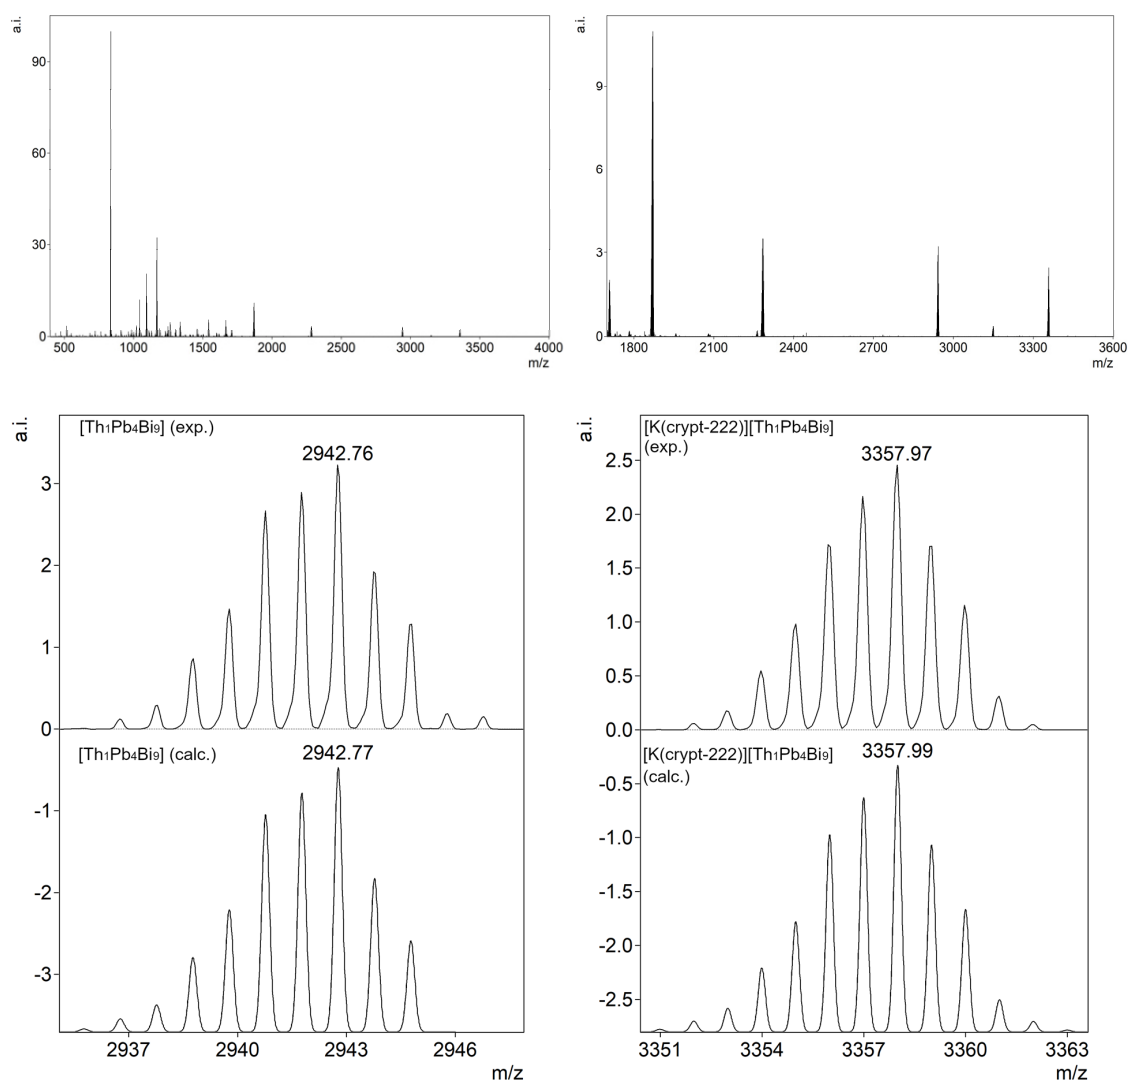 a.i.
90
60
30
0
500 1000 1500 2000 2500 3000 3500 4000
m/z
a.i.
9
6
3
0
1800 2100 2400 2700 3000 3300 3600
m/z
a.i.
[Th₁Pb₄Bi₉] (exp.)
2942.76
3
2
1
0
[Th₁Pb₄Bi₉] (calc.)
2942.77
-1
-2
-3
2937 2940 2943 2946
m/z
a.i.
[K(crypt-222)][Th₁Pb₄Bi₉]
(exp.)
3357.97
2.5
2.0
1.5
1.0
0.5
0.0
[K(crypt-222)][Th₁Pb₄Bi₉]
(calc.)
3357.99
-0.5
-1.0
-1.5
-2.0
-2.5
3351 3354 3357 3360 3363
m/z